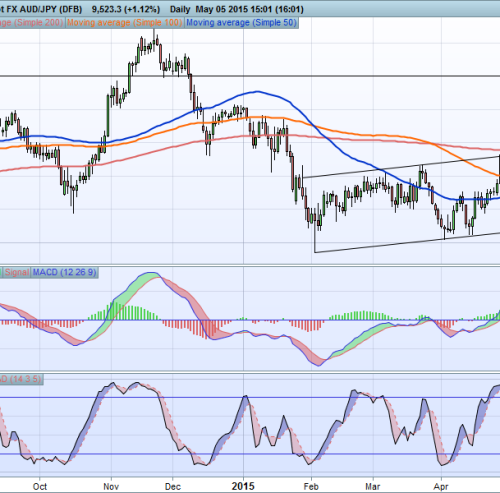 ot FX AUD/JPY (DFB) 9,523.3 (+1.12%) Daily May 05 2015 15:01 (16:01)
age (Simple 200) Moving average (Simple 100) Moving average (Simple 50)
Signal MACD (12 26 9)
(14.3.5)
Oct Nov Dec 2015 Feb Mar Apr